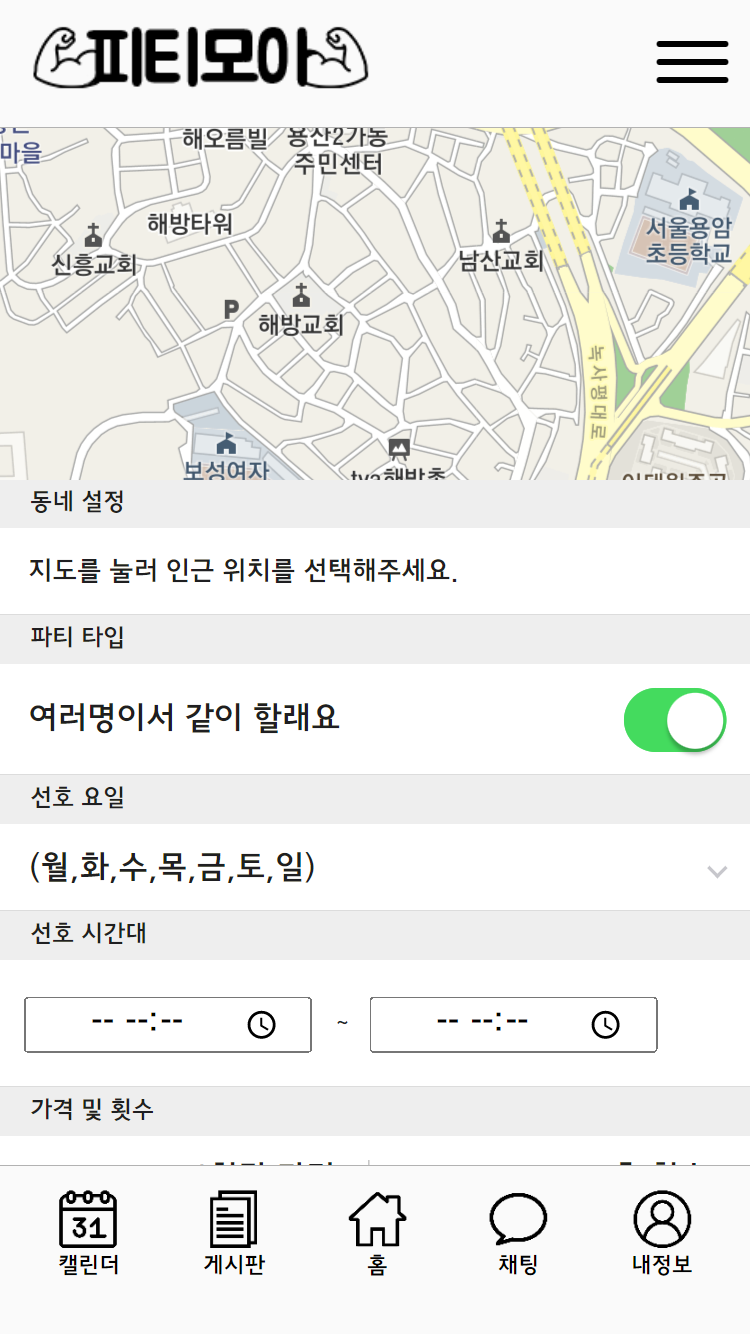 피티모아
마을
해오름빌
용산2가동
주민센터
해방타워
서울용암
초등학교
신흥교회
남산교회
P
해방교회
녹사평대로
보성여자
동네 설정
지도를 눌러 인근 위치를 선택해주세요.
파티 타입
여러명이서 같이 할래요
선호 요일
(월,화,수,목,금,토,일)
선호 시간대
-- --:-- ~ -- --:--
가격 및 횟수
31
캘린더 게시판 홈 채팅 내정보